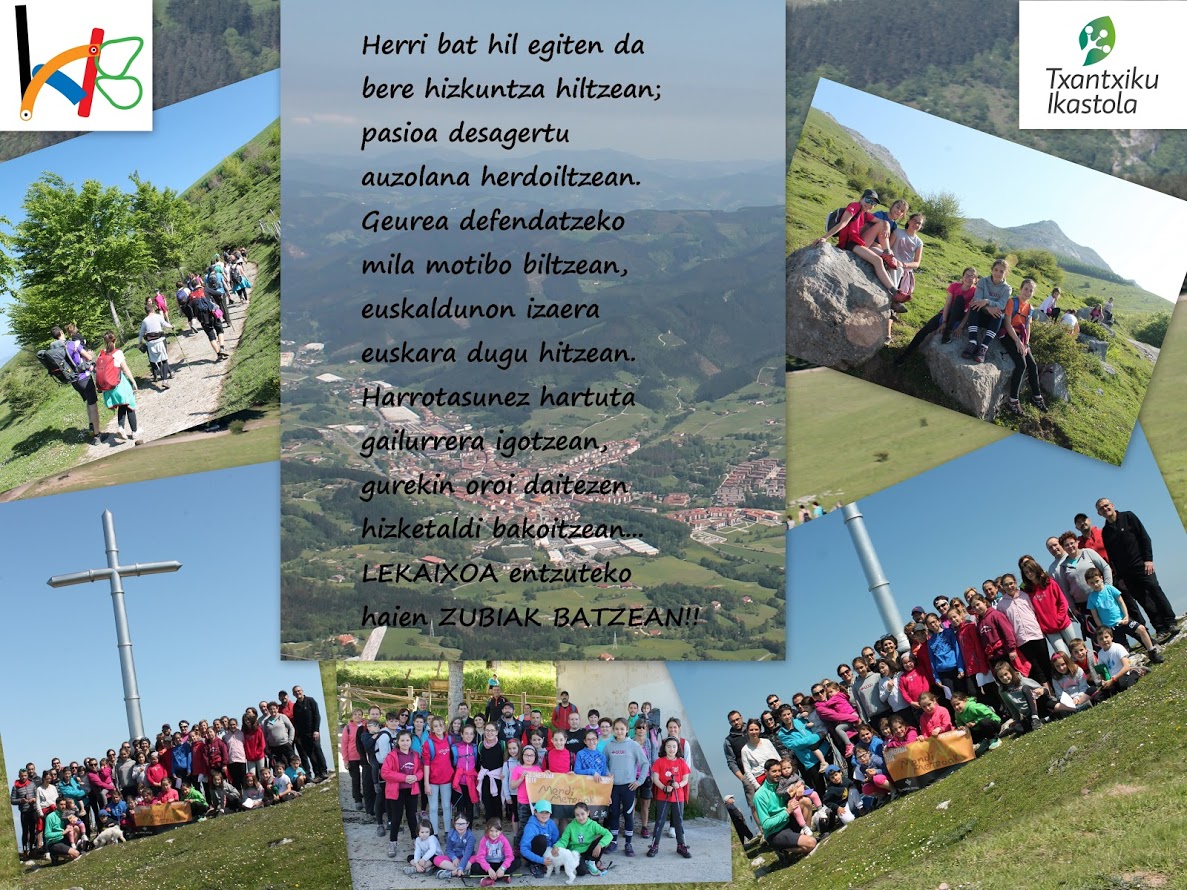 Herri bat hil egiten da
bere hizkuntza hiltzean;
pasioa desagertu
auzolana herdoiltzean.
Geurea defendatzeko
mila motibo biltzean,
euskaldunon izaera
euskara dugu hitzean.
Harrotasunez hartuta
gailurrera igotzean,
gurekin oroi daitezen
hizketaldi bakoitzean...
LEKAIXOA entzuteko
haien ZUBIAK BATZEAN!!
Txantxiku
Ikastola
Mendi